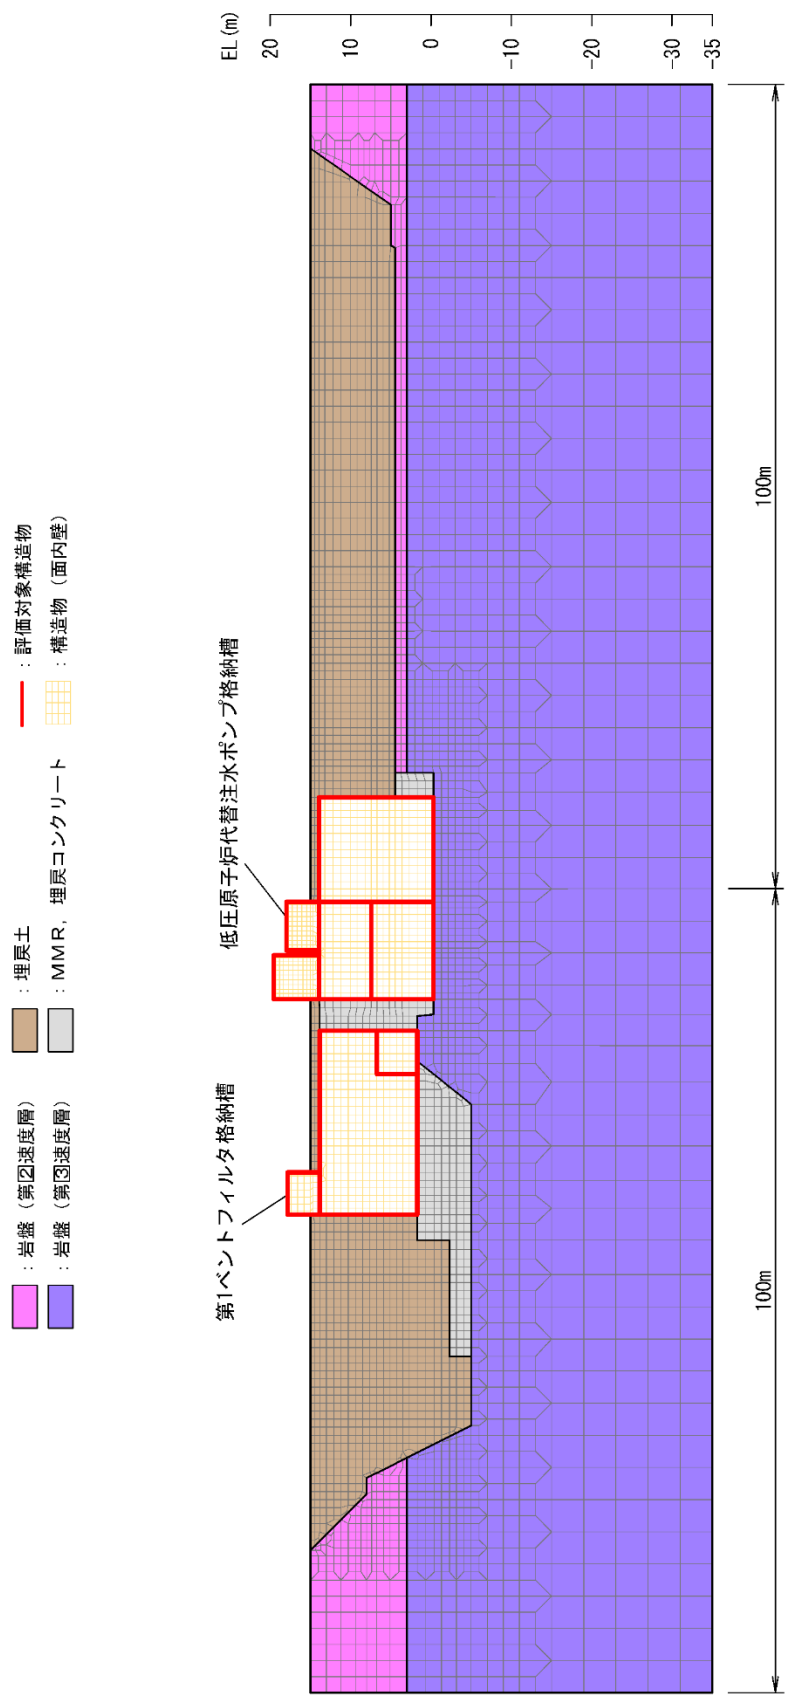 ：岩盤（第②速度層）
：埋戻土
：評価対象構造物
：岩盤（第③速度層）
：MMR，埋戻コンクリート
：構造物（面内壁）
第1ベントフィルタ格納槽
低圧原子炉代替注水ポンプ格納槽
EL(m)
20
10
0
-10
-20
-30
-35
100m
100m